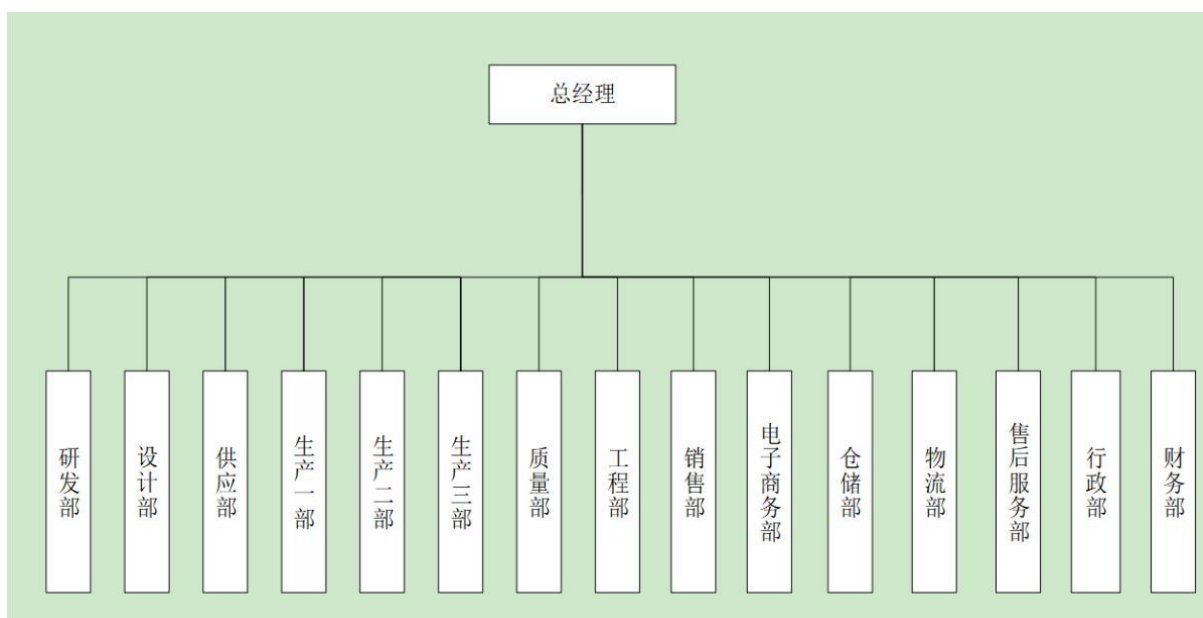 总经理
研发部
设计部
供应部
生产一部
生产二部
生产三部
质量部
工程部
销售部
电子商务部
仓储部
物流部
售后服务部
行政部
财务部